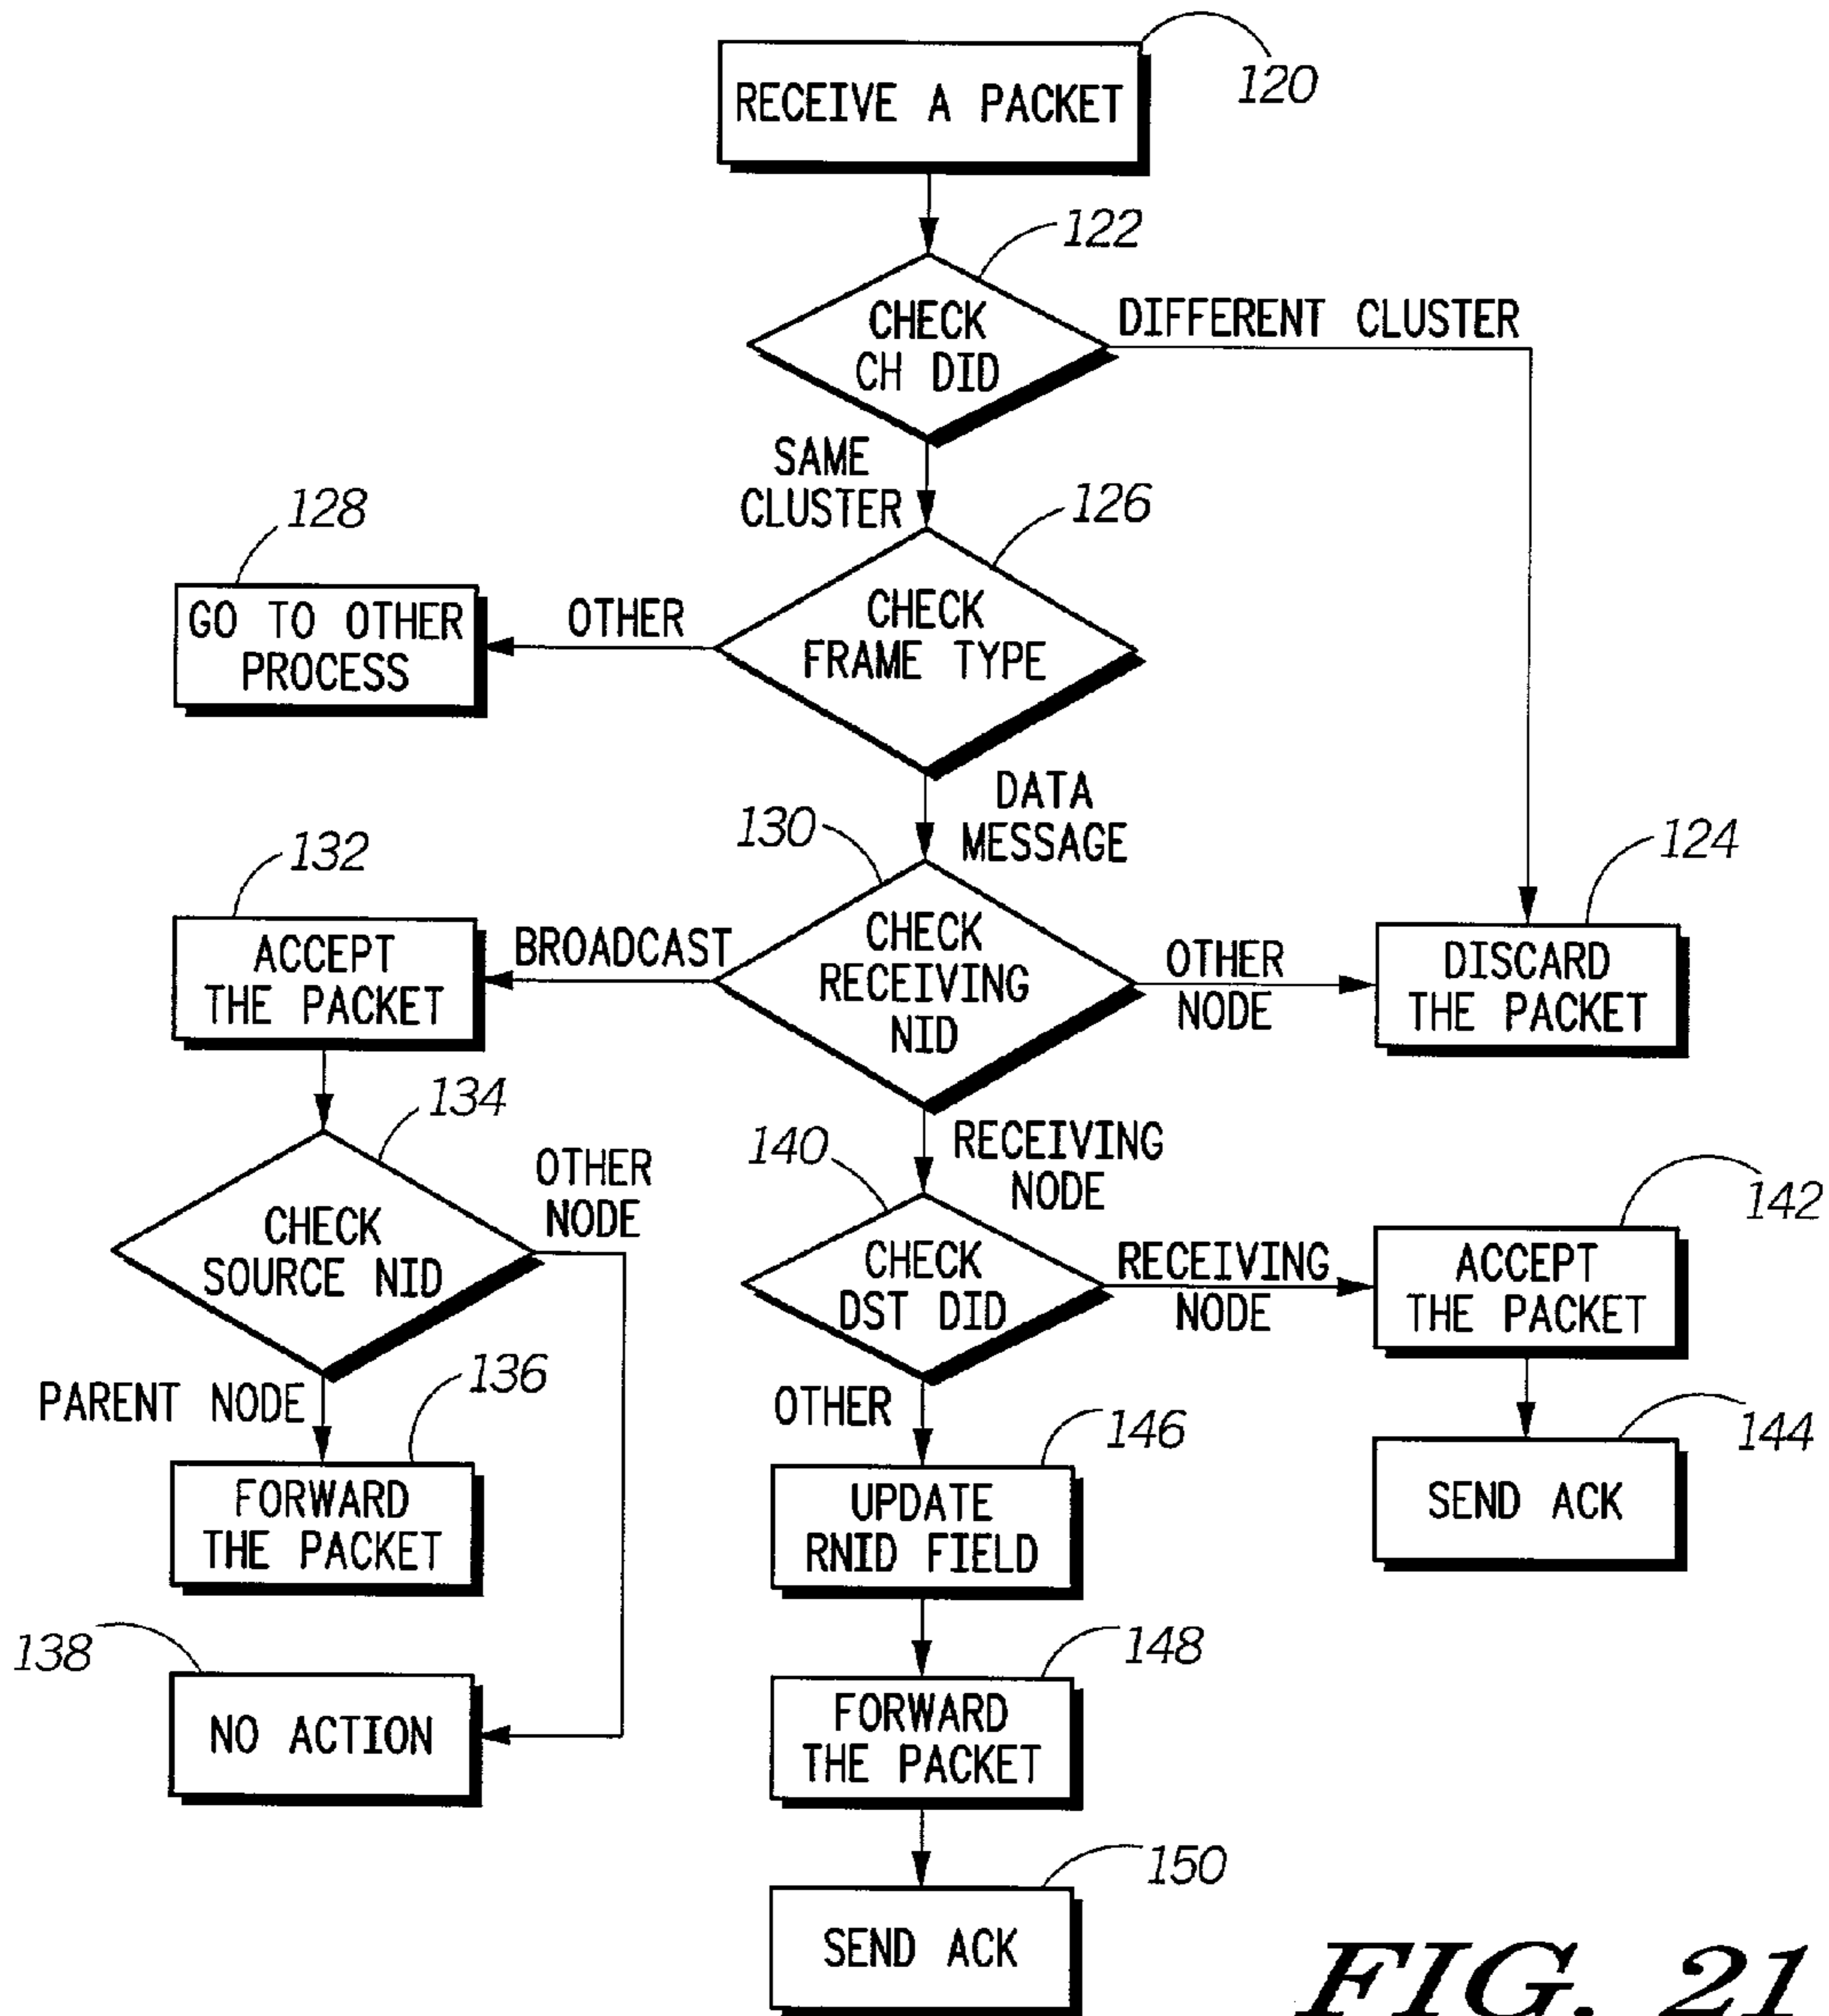 120
RECEIVE A PACKET
122
CHECK
CH DID
DIFFERENT CLUSTER
SAME
CLUSTER
126
128
CHECK
FRAME TYPE
OTHER
GO TO OTHER
PROCESS
DATA
MESSAGE
130
132
124
CHECK
RECEIVING
NID
BROADCAST
ACCEPT
THE PACKET
OTHER
NODE
DISCARD
THE PACKET
134
OTHER
NODE
CHECK
SOURCE NID
RECEIVING
NODE
140
142
CHECK
DST DID
RECEIVING
NODE
ACCEPT
THE PACKET
PARENT NODE
136
OTHER
146
144
FORWARD
THE PACKET
UPDATE
RNID FIELD
SEND ACK
138
NO ACTION
148
FORWARD
THE PACKET
150
SEND ACK
FIG. 21